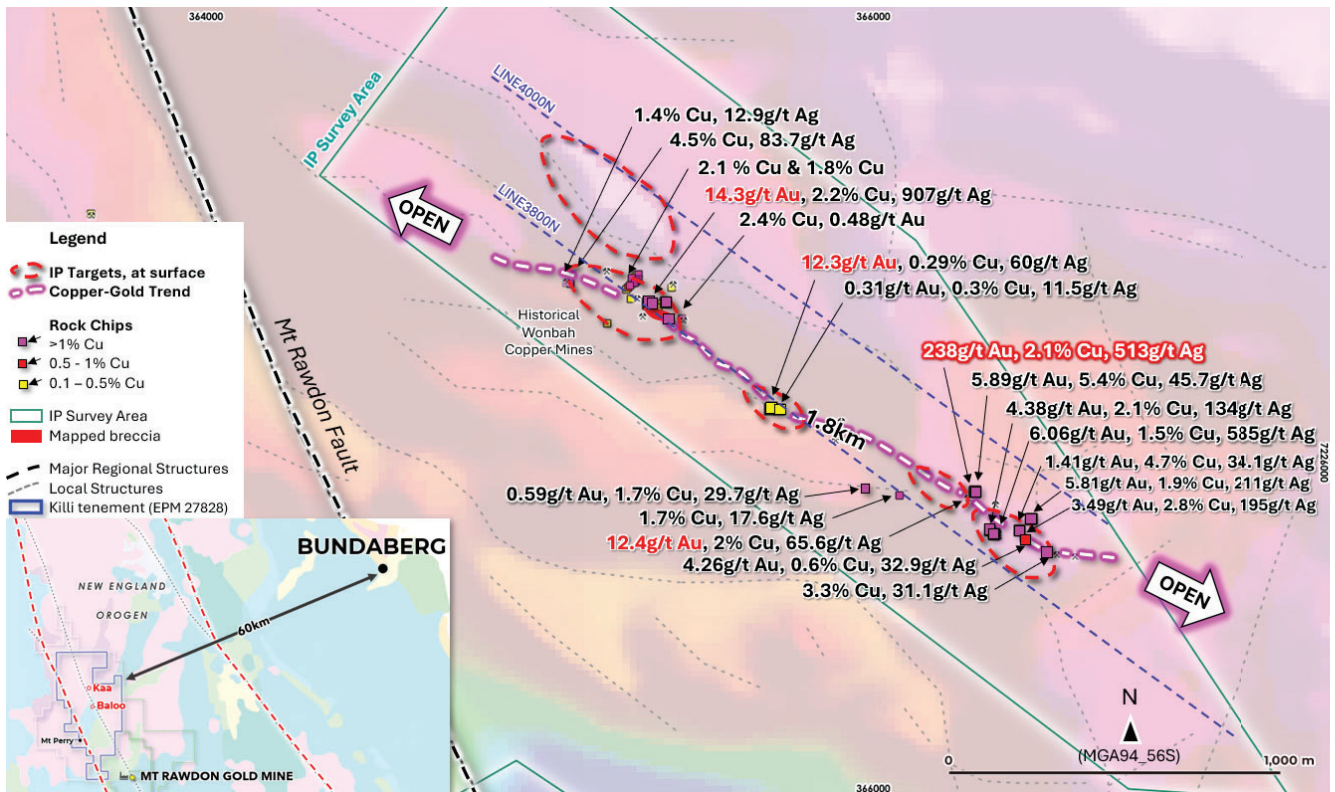 364000
366000
LINE4000N
IP Survey Area
1.4% Cu, 12.9g/t Ag
4.5% Cu, 83.7g/t Ag
2.1 % Cu & 1.8% Cu
14.3g/t Au, 2.2% Cu, 907g/t Ag
2.4% Cu, 0.48g/t Au
OPEN
LINE3800N
12.3g/t Au, 0.29% Cu, 60g/t Ag
0.31g/t Au, 0.3% Cu, 11.5g/t Ag
Legend
IP Targets, at surface
Copper-Gold Trend
Rock Chips
>1% Cu
0.5 - 1% Cu
0.1 – 0.5% Cu
IP Survey Area
Mapped breccia
Major Regional Structures
Local Structures
Killi tenement (EPM 27828)
Mt Rawdon Fault
Historical
Wonbah
Copper Mines
238g/t Au, 2.1% Cu, 513g/t Ag
5.89g/t Au, 5.4% Cu, 45.7g/t Ag
4.38g/t Au, 2.1% Cu, 134g/t Ag
6.06g/t Au, 1.5% Cu, 585g/t Ag
1.41g/t Au, 4.7% Cu, 34.1g/t Ag
5.81g/t Au, 1.9% Cu, 211g/t Ag
3.49g/t Au, 2.8% Cu, 195g/t Ag
7226000
1.8km
0.59g/t Au, 1.7% Cu, 29.7g/t Ag
1.7% Cu, 17.6g/t Ag
12.4g/t Au, 2% Cu, 65.6g/t Ag
4.26g/t Au, 0.6% Cu, 32.9g/t Ag
3.3% Cu, 31.1g/t Ag
OPEN
BUNDABERG
NEW ENGLAND
OROGEN
60km
Kaa
Baloo
Mt Perry
MT RAWDON GOLD MINE
N
(MGA94_56S)
0
1,000 m
366000